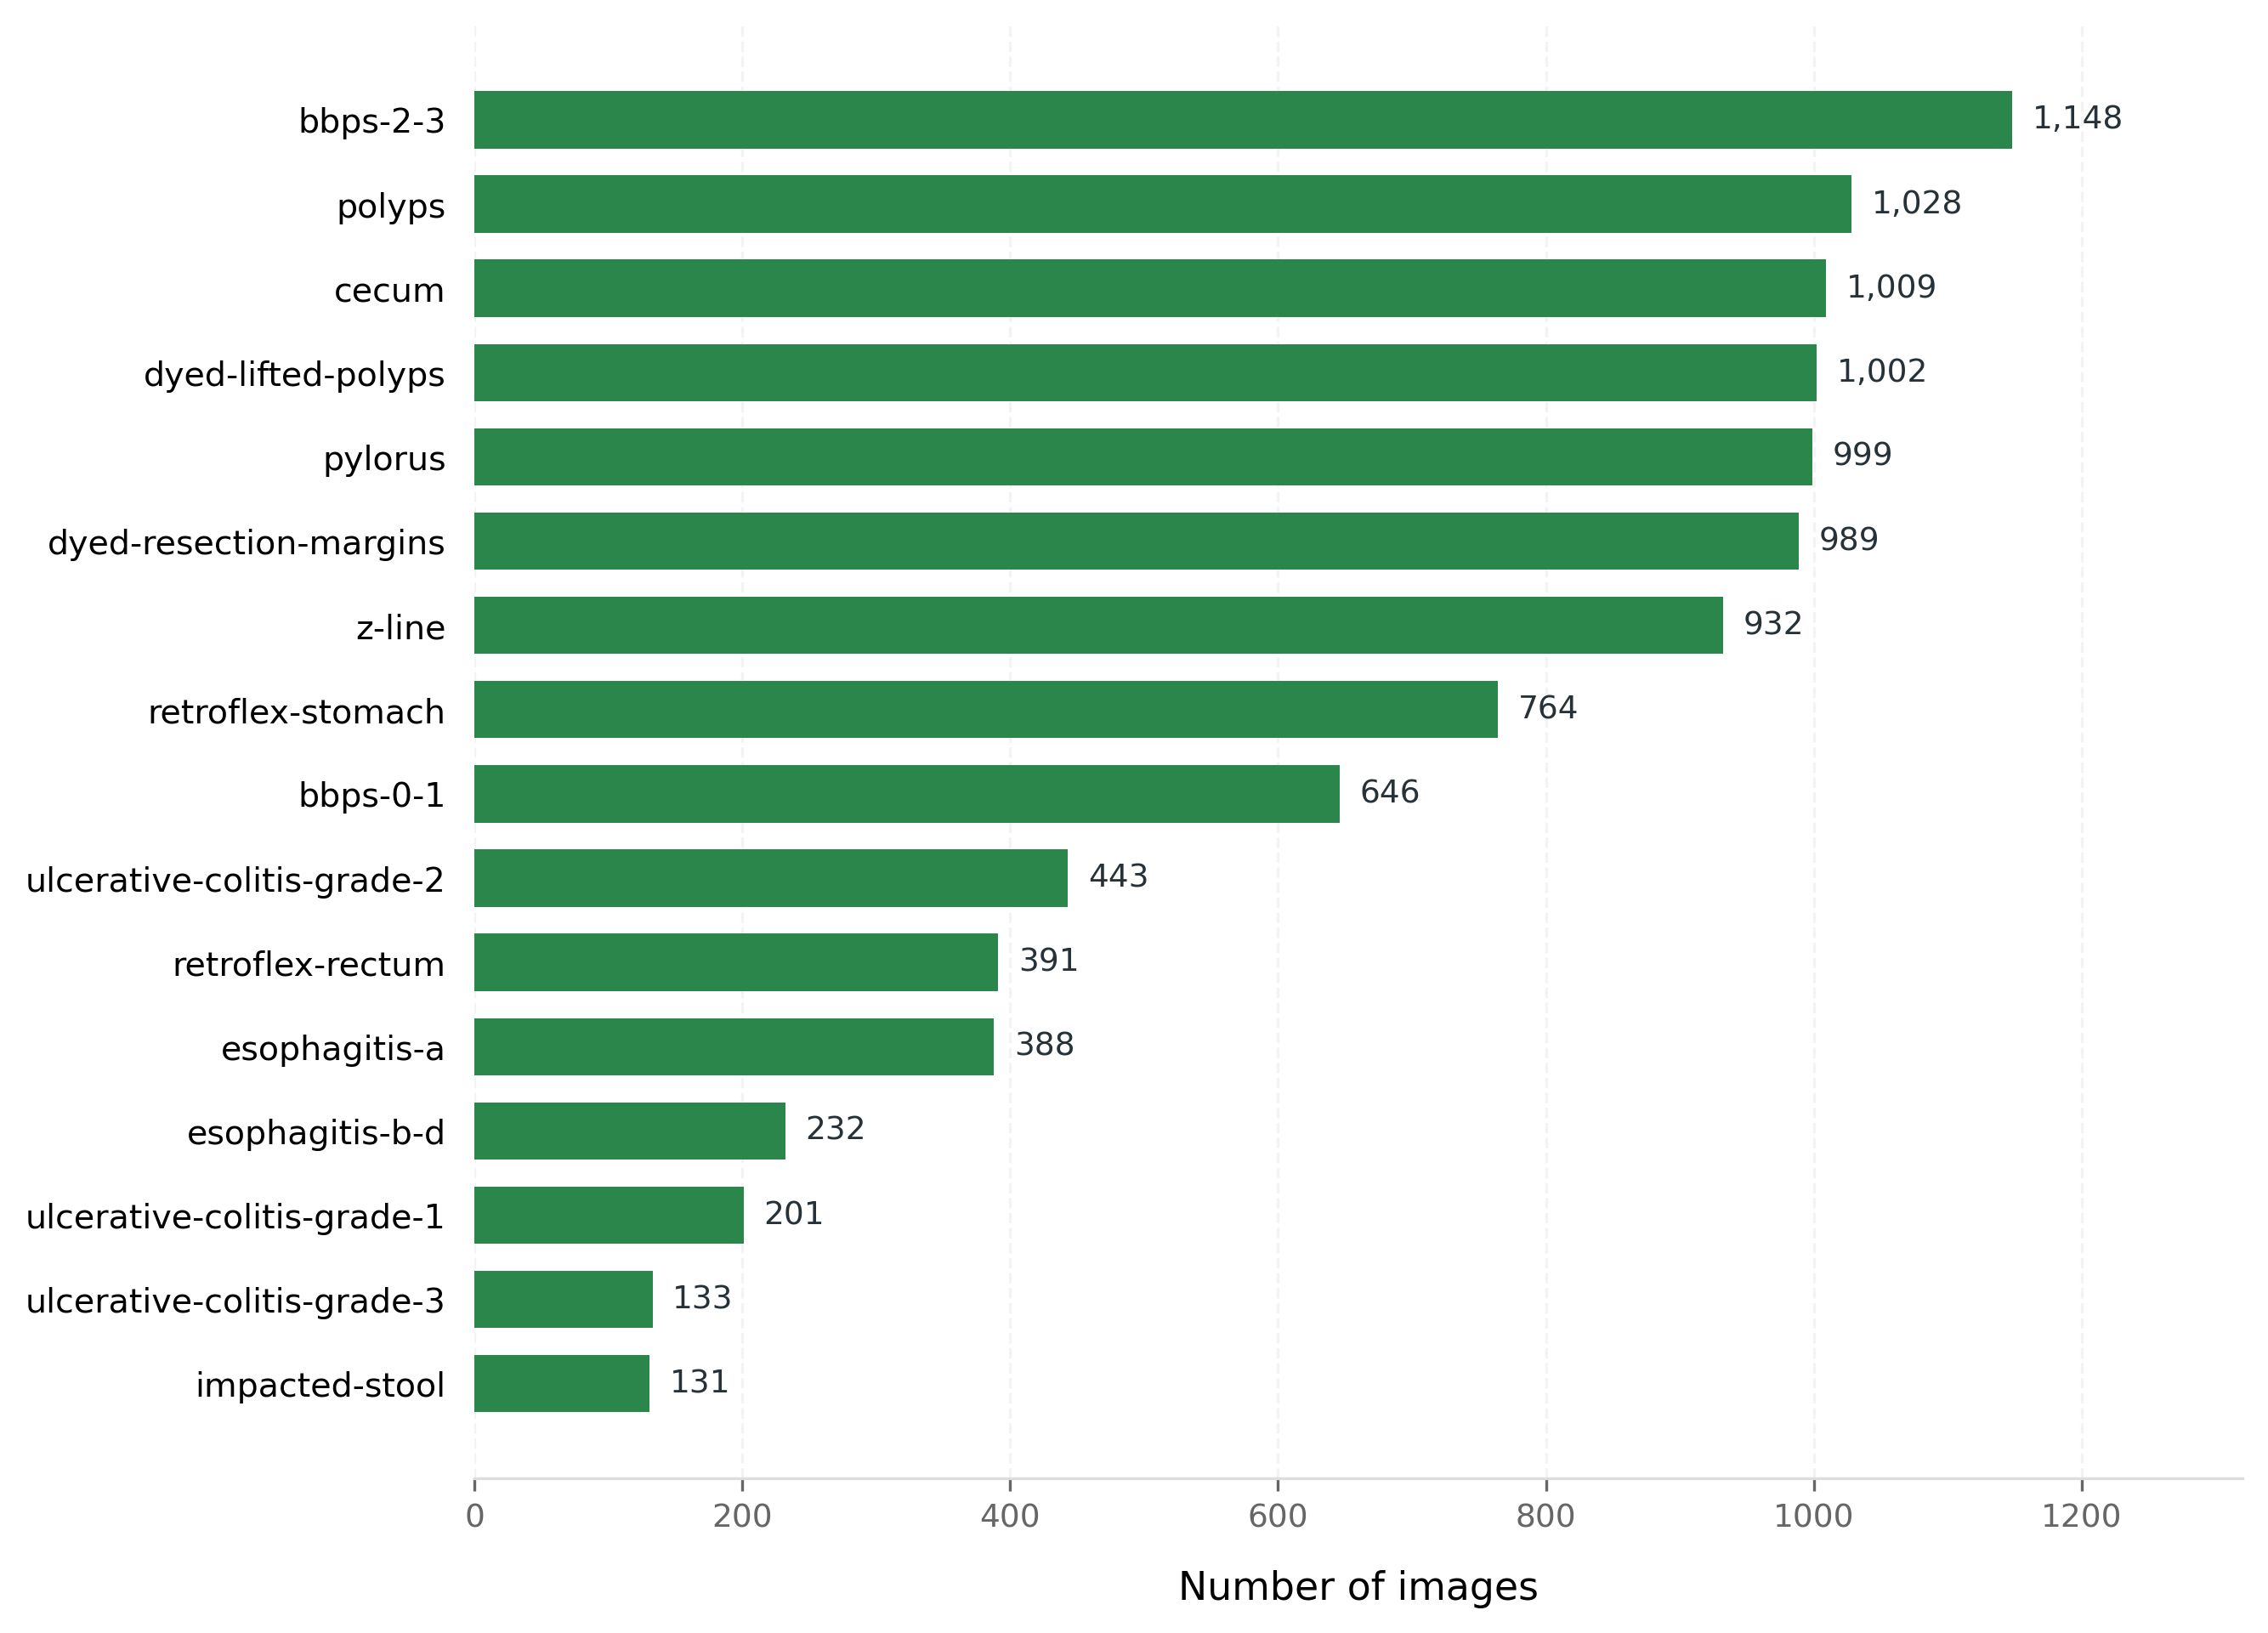 bbps-2-3 1,148
polyps 1,028
cecum 1,009
dyed-lifted-polyps 1,002
pylorus 999
dyed-resection-margins 989
z-line 932
retroflex-stomach 764
bbps-0-1 646
ulcerative-colitis-grade-2 443
retroflex-rectum 391
esophagitis-a 388
esophagitis-b-d 232
ulcerative-colitis-grade-1 201
ulcerative-colitis-grade-3 133
impacted-stool 131
0 200 400 600 800 1000 1200
Number of images